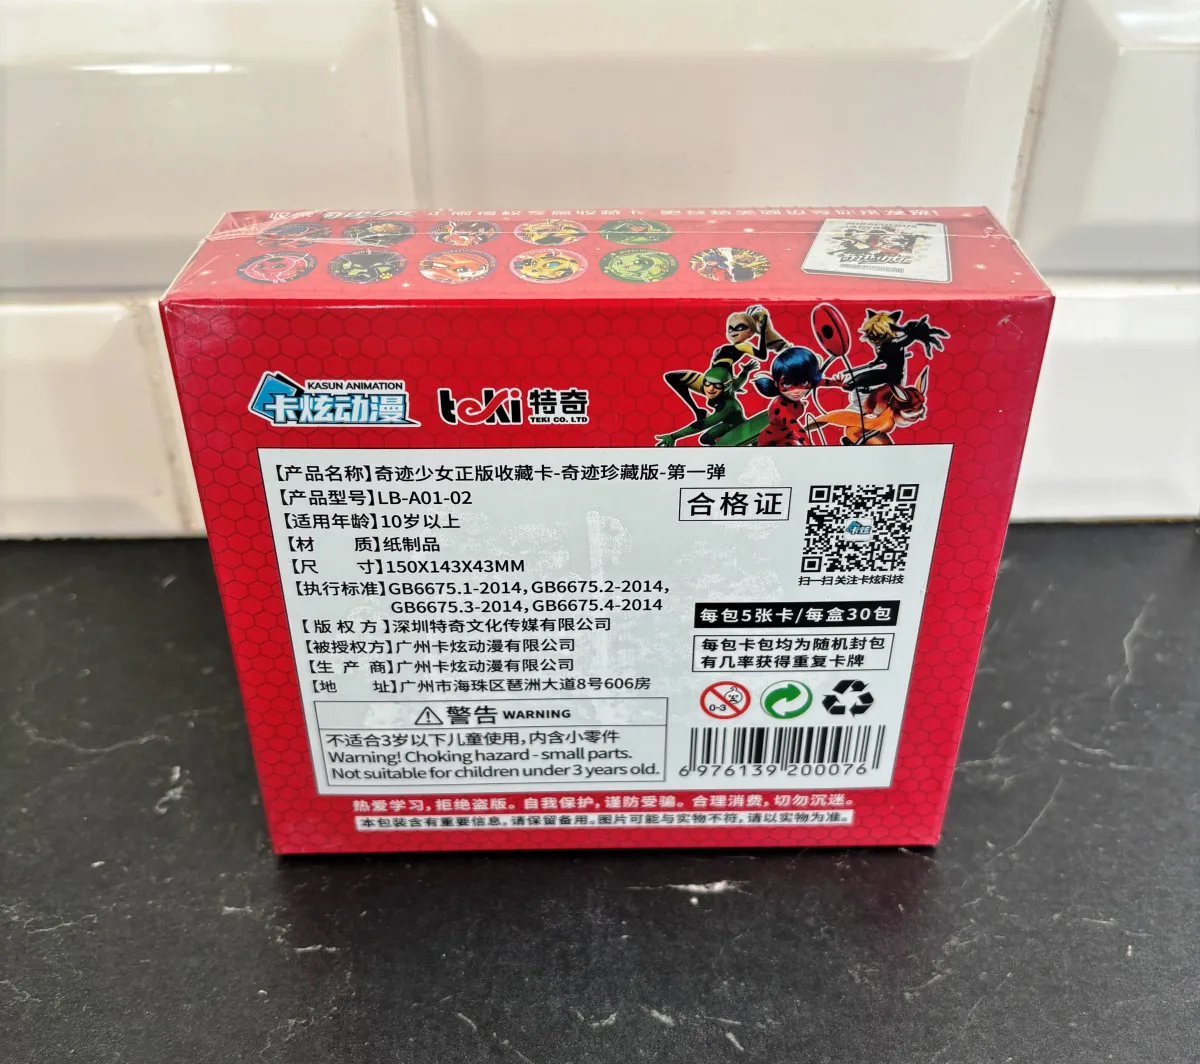 KASUN ANIMATION
卡炫动漫
teki 特奇
TEKI CO. LTD
【产品名称】奇迹少女正版收藏卡-奇迹珍藏版-第一弹
【产品型号】LB-A01-02
【适用年龄】10岁以上
【材 质】纸制品
【尺 寸】150X143X43MM
【执行标准】GB6675.1-2014, GB6675.2-2014,
GB6675.3-2014, GB6675.4-2014
【版权方】深圳特奇文化传媒有限公司
【被授权方】广州卡炫动漫有限公司
【生产商】广州卡炫动漫有限公司
【地 址】广州市海珠区琶洲大道8号606房
合格证
卡炫
扫一扫 关注卡炫科技
每包5张卡/每盒30包
每包卡包均为随机封包
有几率获得重复卡牌
0-3
警告 WARNING
不适合3岁以下儿童使用，内含小零件
Warning! Choking hazard - small parts.
Not suitable for children under 3 years old.
6 976139 200076
热爱学习，拒绝盗版。自我保护，谨防受骗。合理消费，切勿沉迷。
本包装含有重要信息，请保留备用。图片可能与实物不符，请以实物为准。